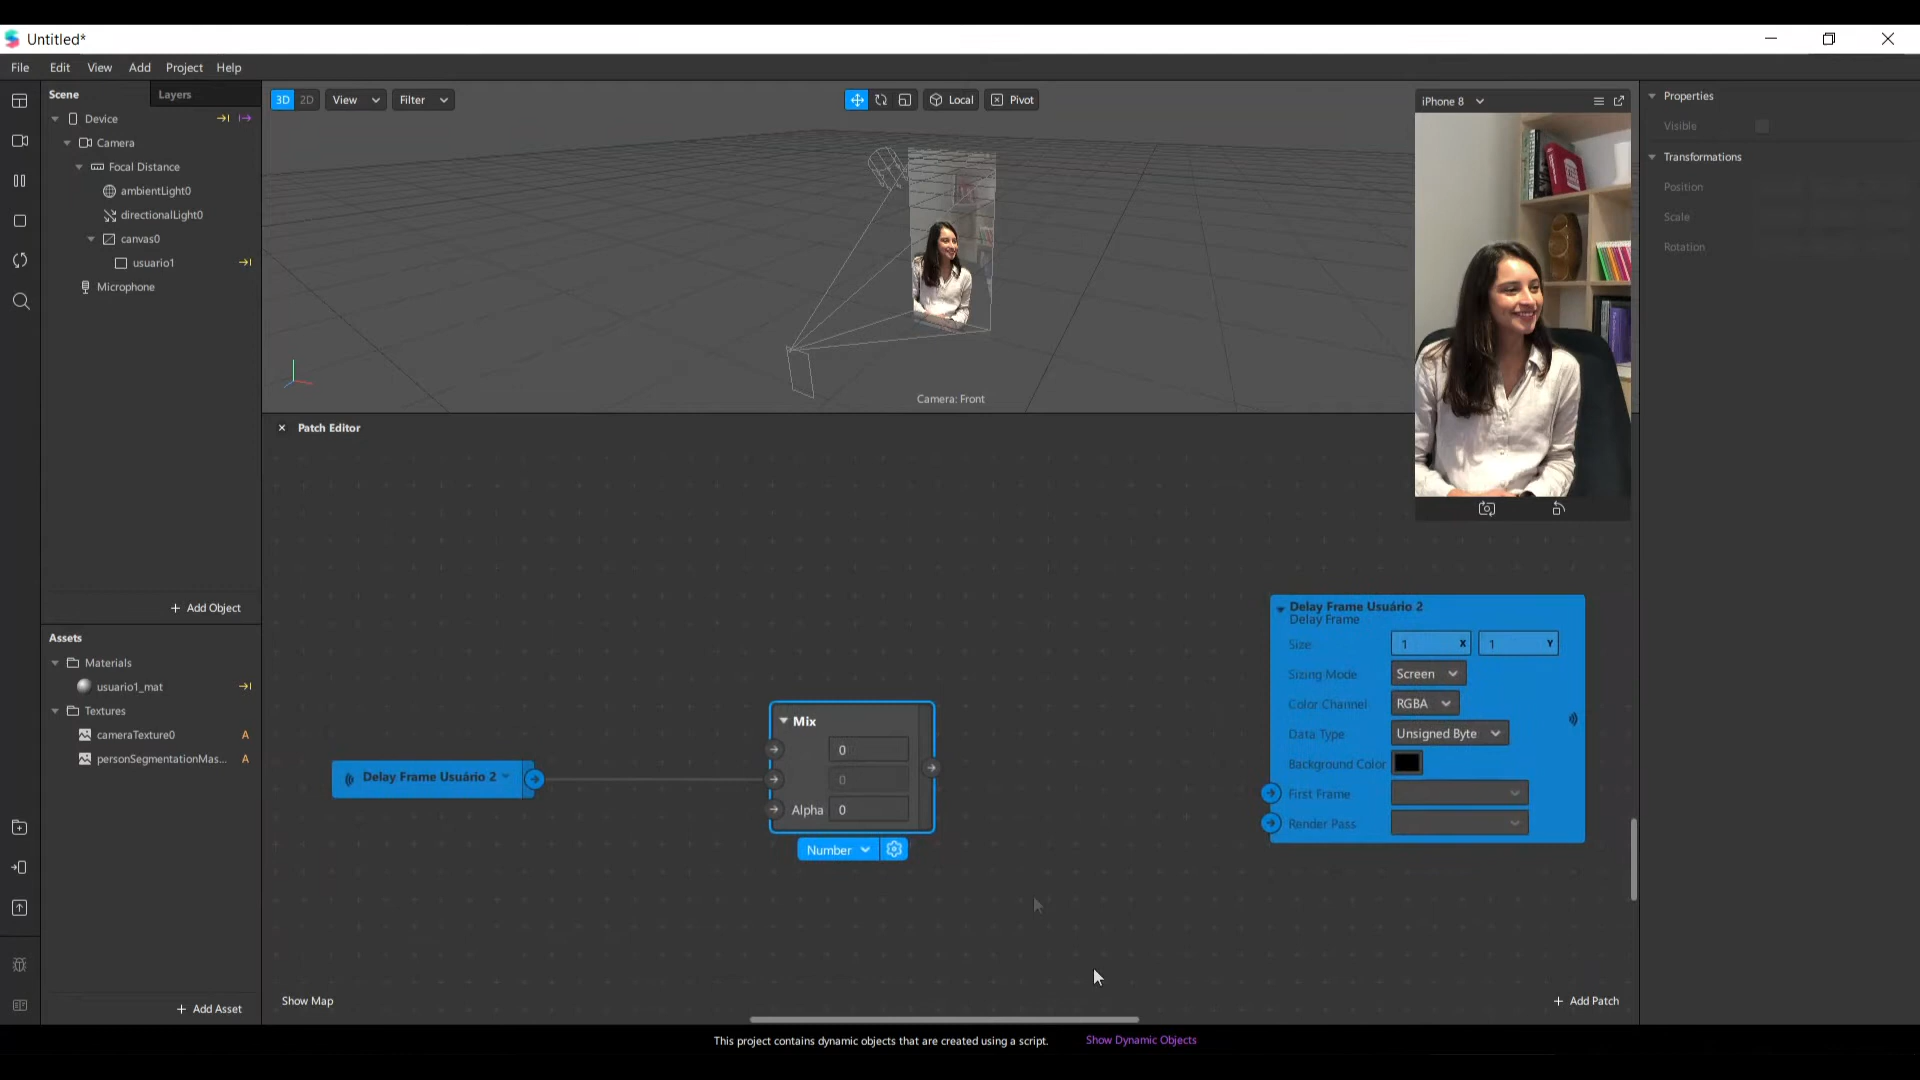 Untitled*
File Edit View Add Project Help
Scene Layers
Device
Camera
Focal Distance
ambientLight0
directionalLight0
canvas0
usuario1
Microphone
+ Add Object
Assets
Materials
usuario1_mat
Textures
cameraTexture0 A
personSegmentationMas... A
+ Add Asset
3D 2D View Filter Local Pivot
Camera: Front
iPhone 8
Patch Editor
Delay Frame Usuário 2
Mix
0
0
Alpha 0
Number
Delay Frame Usuário 2
Delay Frame
Size 1 X 1 Y
Sizing Mode Screen
Color Channel RGBA
Data Type Unsigned Byte
Background Color
First Frame
Render Pass
Show Map
+ Add Patch
Properties
Visible
Transformations
Position
Scale
Rotation
This project contains dynamic objects that are created using a script. Show Dynamic Objects